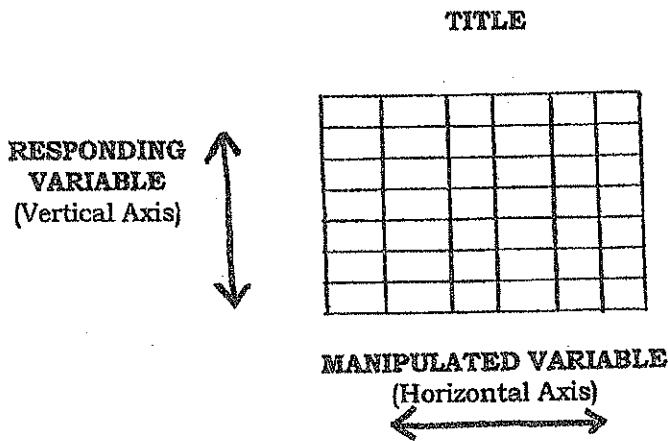 TITLE
RESPONDING
VARIABLE
(Vertical Axis)
MANIPULATED VARIABLE
(Horizontal Axis)